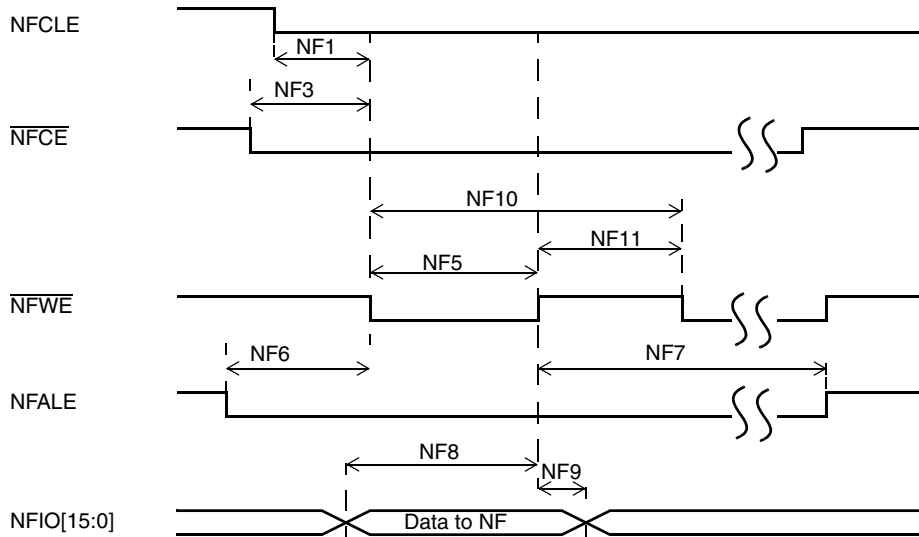 NFCLE
NF1
NF3
NFCE
NF10
NF11
NF5
NFWE
NF6
NF7
NFALE
NF8
NF9
NFIO[15:0]
Data to NF